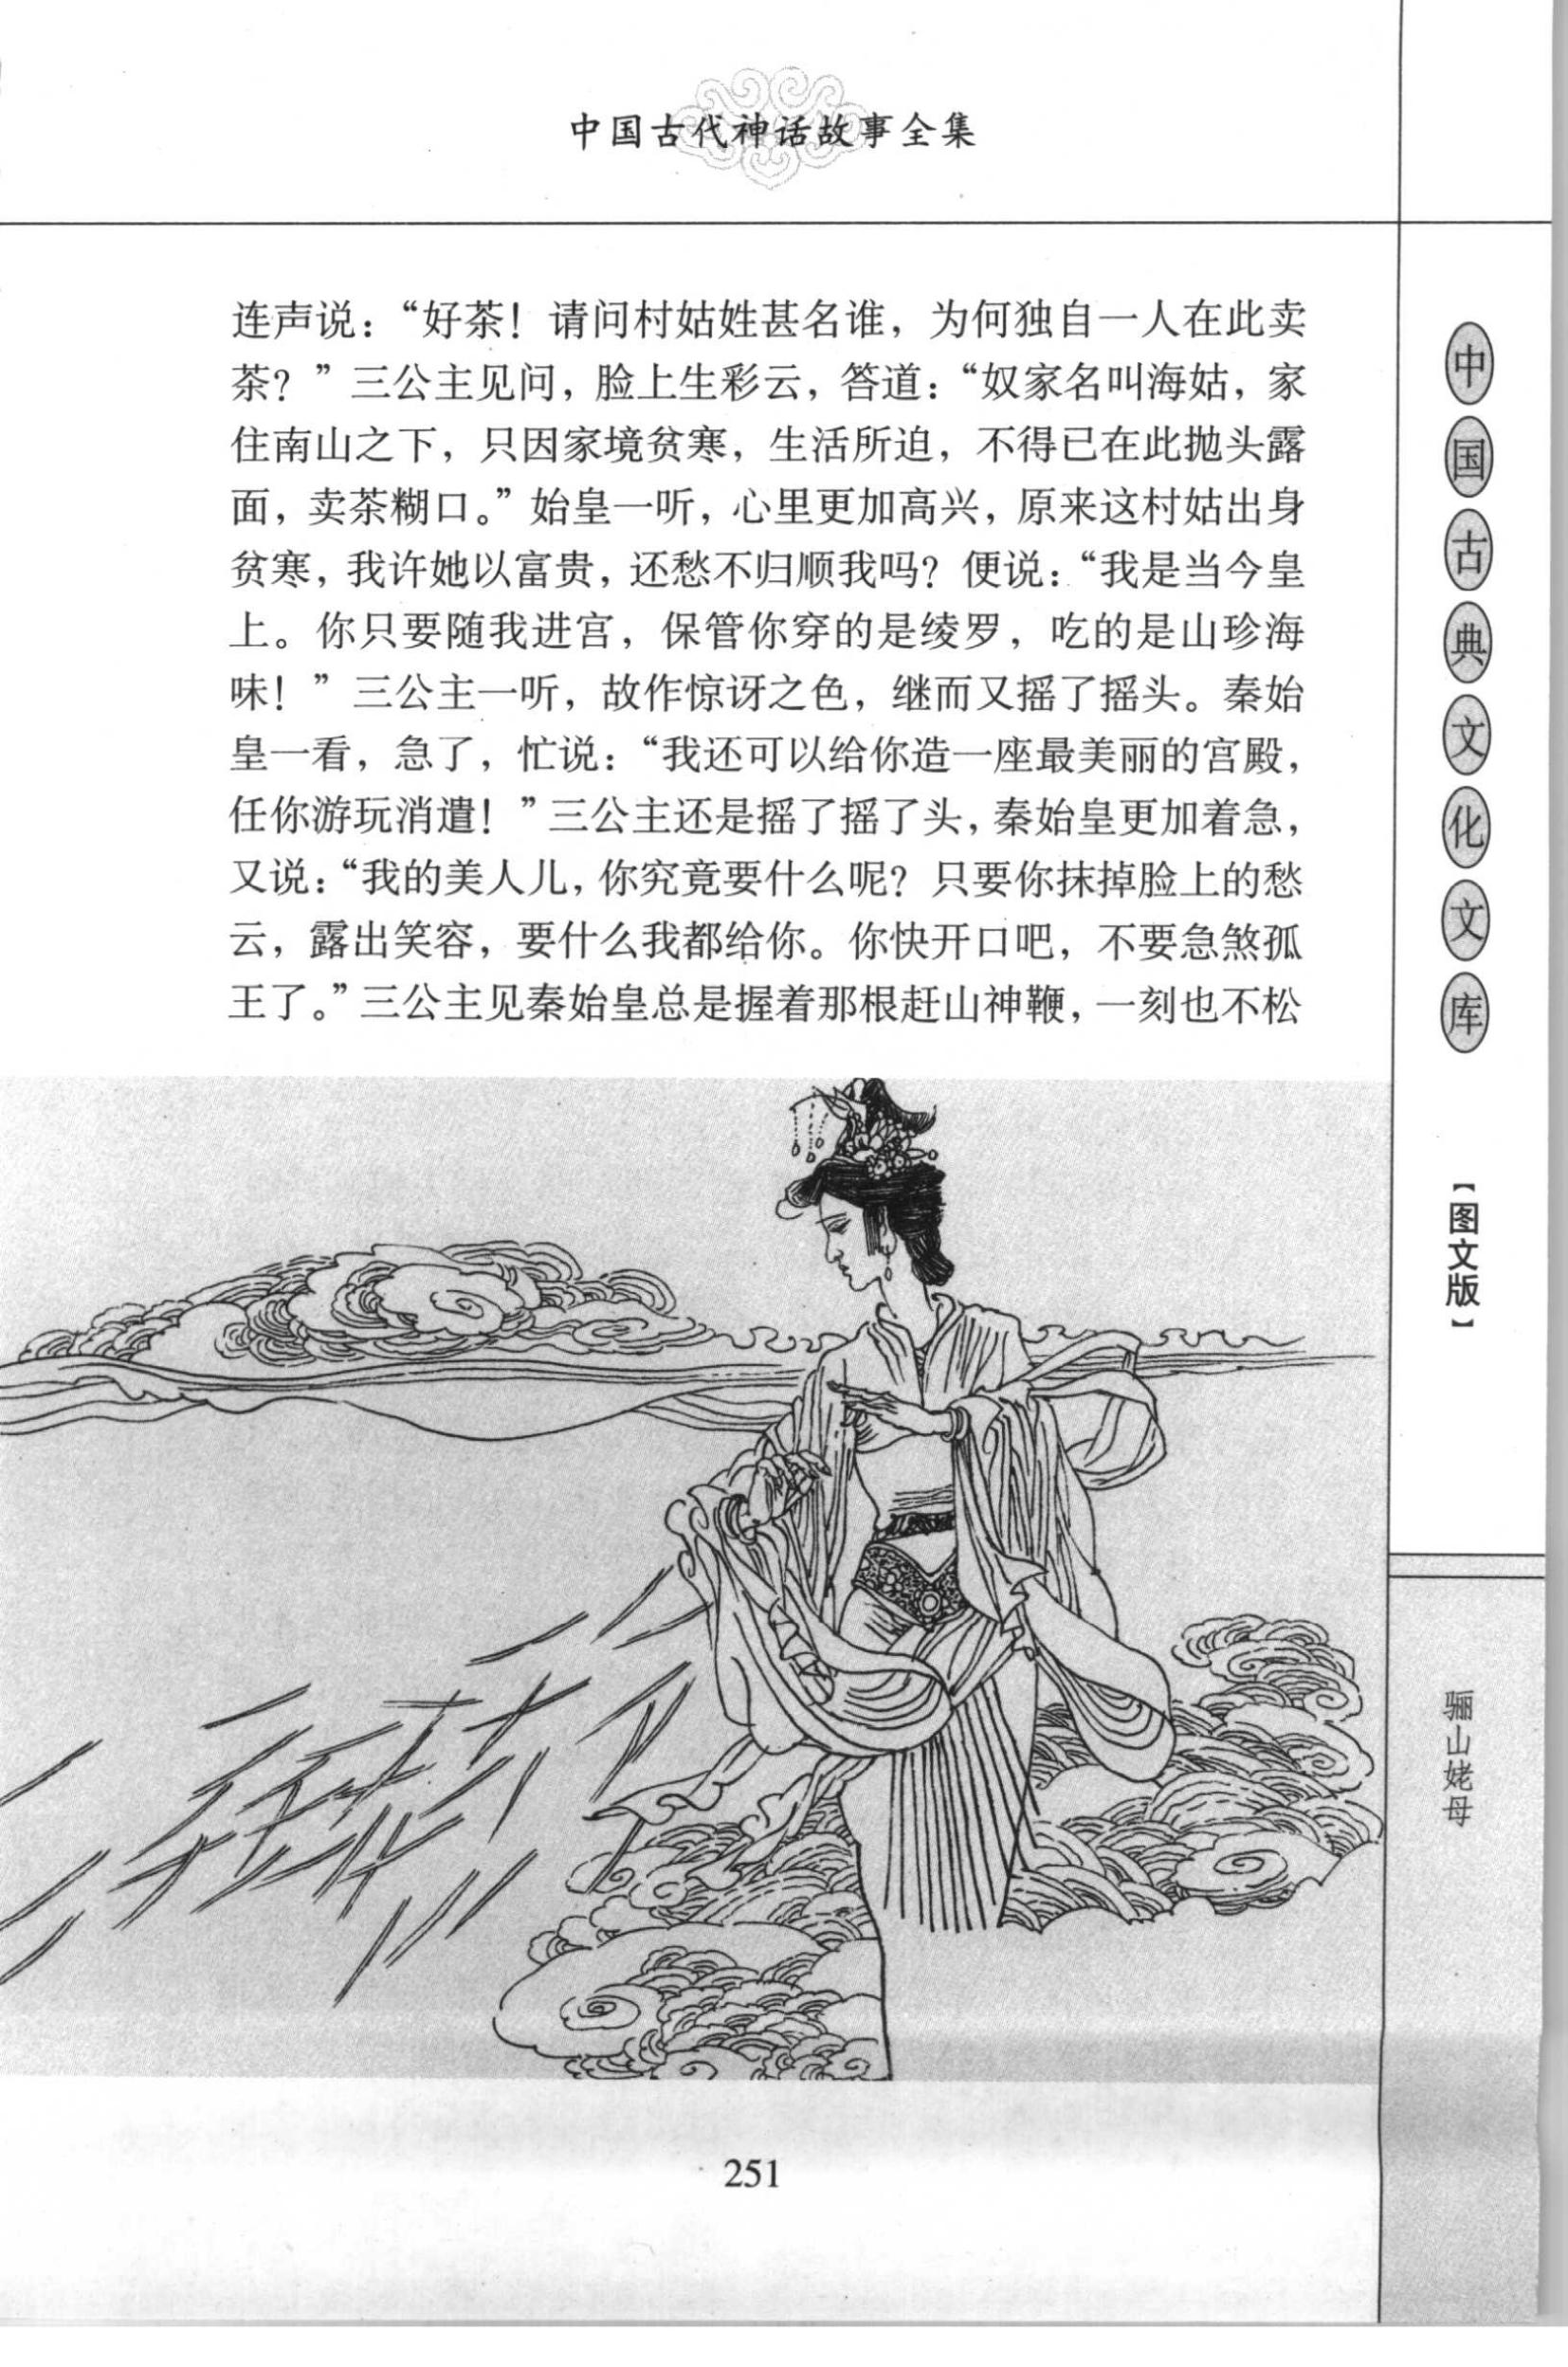 中国古代神话故事全集
连声说：“好茶！请问村姑姓甚名谁，为何独自一人在此卖
茶？”三公主见问，脸上生彩云，答道：“奴家名叫海姑，家
住南山之下，只因家境贫寒，生活所迫，不得已在此抛头露
面，卖茶糊口。”始皇一听，心里更加高兴，原来这村姑出身
贫寒，我许她以富贵，还愁不归顺我吗？便说：“我是当今皇
上。你只要随我进宫，保管你穿的是绫罗，吃的是山珍海
味！”三公主一听，故作惊讶之色，继而又摇了摇头。秦始
皇一看，急了，忙说：“我还可以给你造一座最美丽的宫殿，
任你游玩消遣！”三公主还是摇了摇了头，秦始皇更加着急，
又说：“我的美人儿，你究竟要什么呢？只要你抹掉脸上的愁
云，露出笑容，要什么我都给你。你快开口吧，不要急煞孤
王了。”三公主见秦始皇总是握着那根赶山神鞭，一刻也不松
中国古典文化文库
【图文版】
骊山姥母
251